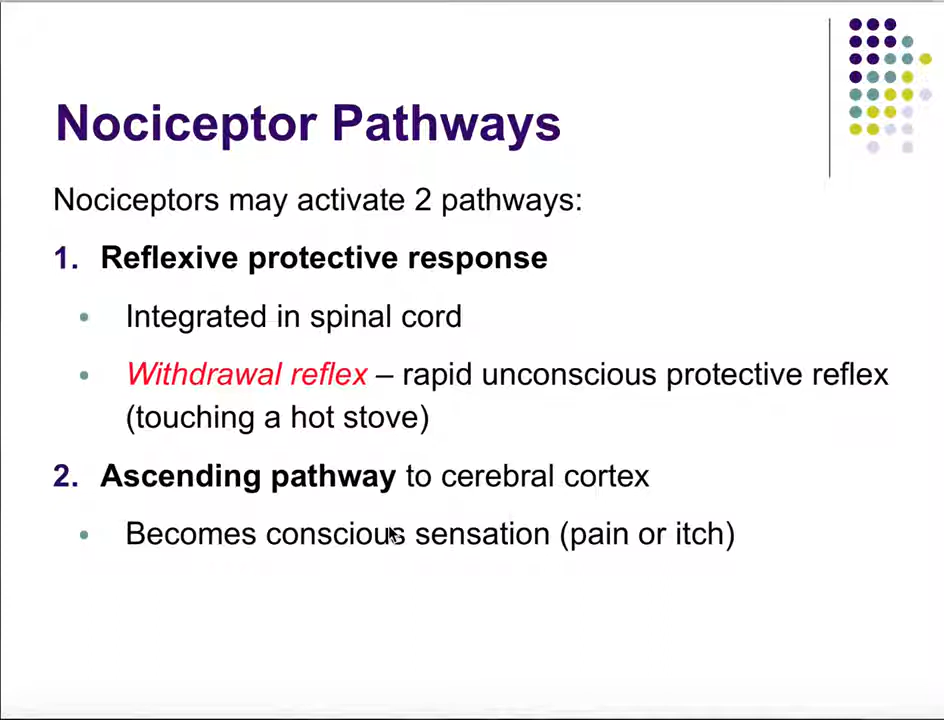 Nociceptor Pathways
Nociceptors may activate 2 pathways:
1. Reflexive protective response
• Integrated in spinal cord
• Withdrawal reflex – rapid unconscious protective reflex
(touching a hot stove)
2. Ascending pathway to cerebral cortex
• Becomes conscious sensation (pain or itch)